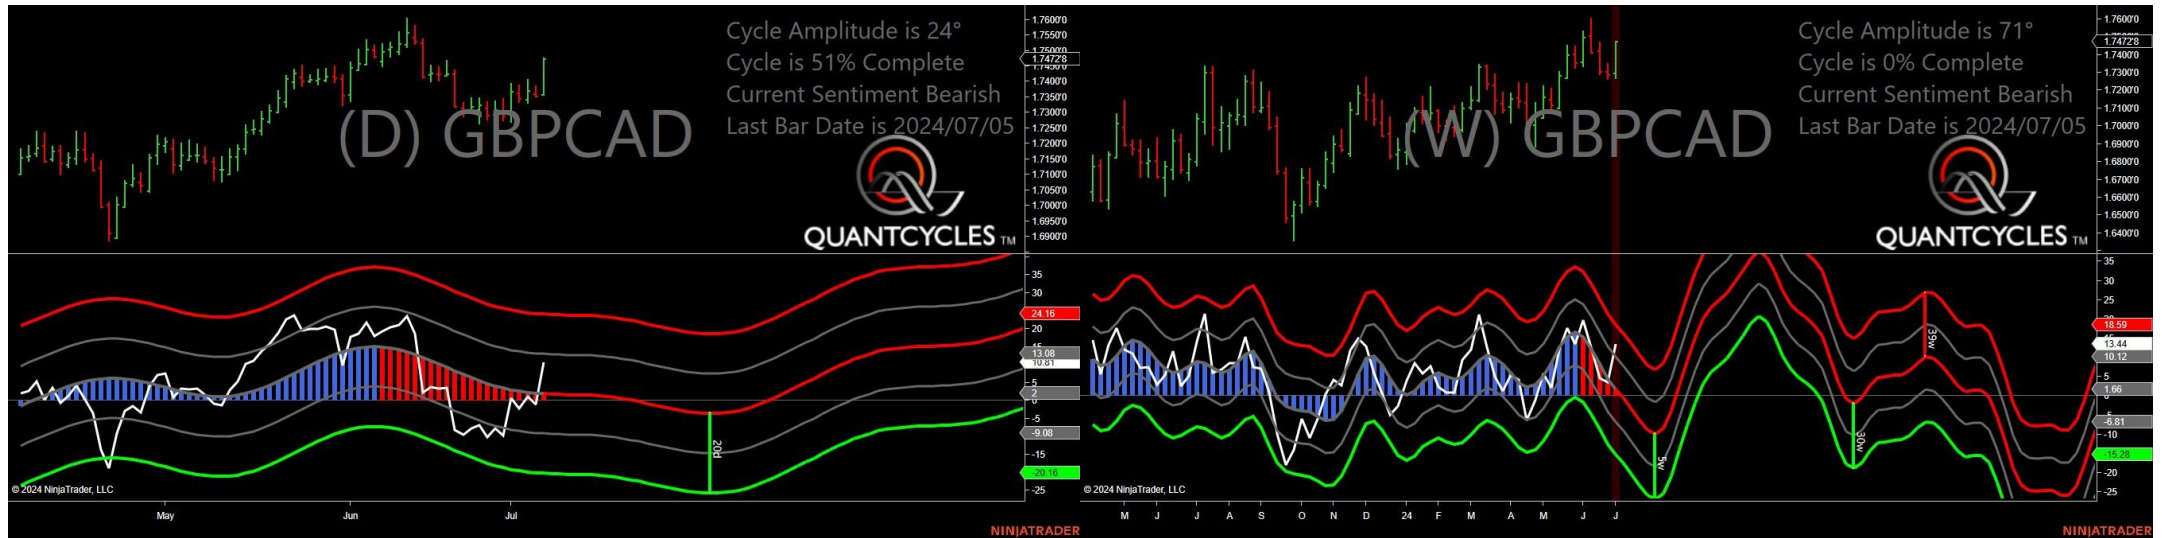 Cycle Amplitude is 24°
Cycle is 51% Complete
Current Sentiment Bearish
Last Bar Date is 2024/07/05
(D) GBPCAD
QUANTCYCLES TM
1.7600'0
1.7550'0
1.7500'0
1.7472'8
1.7450'0
1.7400'0
1.7350'0
1.7300'0
1.7250'0
1.7200'0
1.7150'0
1.7100'0
1.7050'0
1.7000'0
1.6950'0
1.6900'0
35
30
24.16
20
15
13.08
10.81
5
2
0
-5
-9.08
-15
-20.16
-25
20d
© 2024 NinjaTrader, LLC
May
Jun
Jul
NINJATRADER
Cycle Amplitude is 71°
Cycle is 0% Complete
Current Sentiment Bearish
Last Bar Date is 2024/07/05
(W) GBPCAD
QUANTCYCLES TM
1.7600'0
1.7472'8
1.7400'0
1.7300'0
1.7200'0
1.7100'0
1.7000'0
1.6900'0
1.6800'0
1.6700'0
1.6600'0
1.6500'0
1.6400'0
35
30
25
18.59
13.44
10.12
5
1.66
0
-6.81
-10
-15.28
-20
-25
5w
30w
39w
© 2024 NinjaTrader, LLC
M
J
J
A
S
O
N
D
24
F
M
A
M
J
J
NINJATRADER